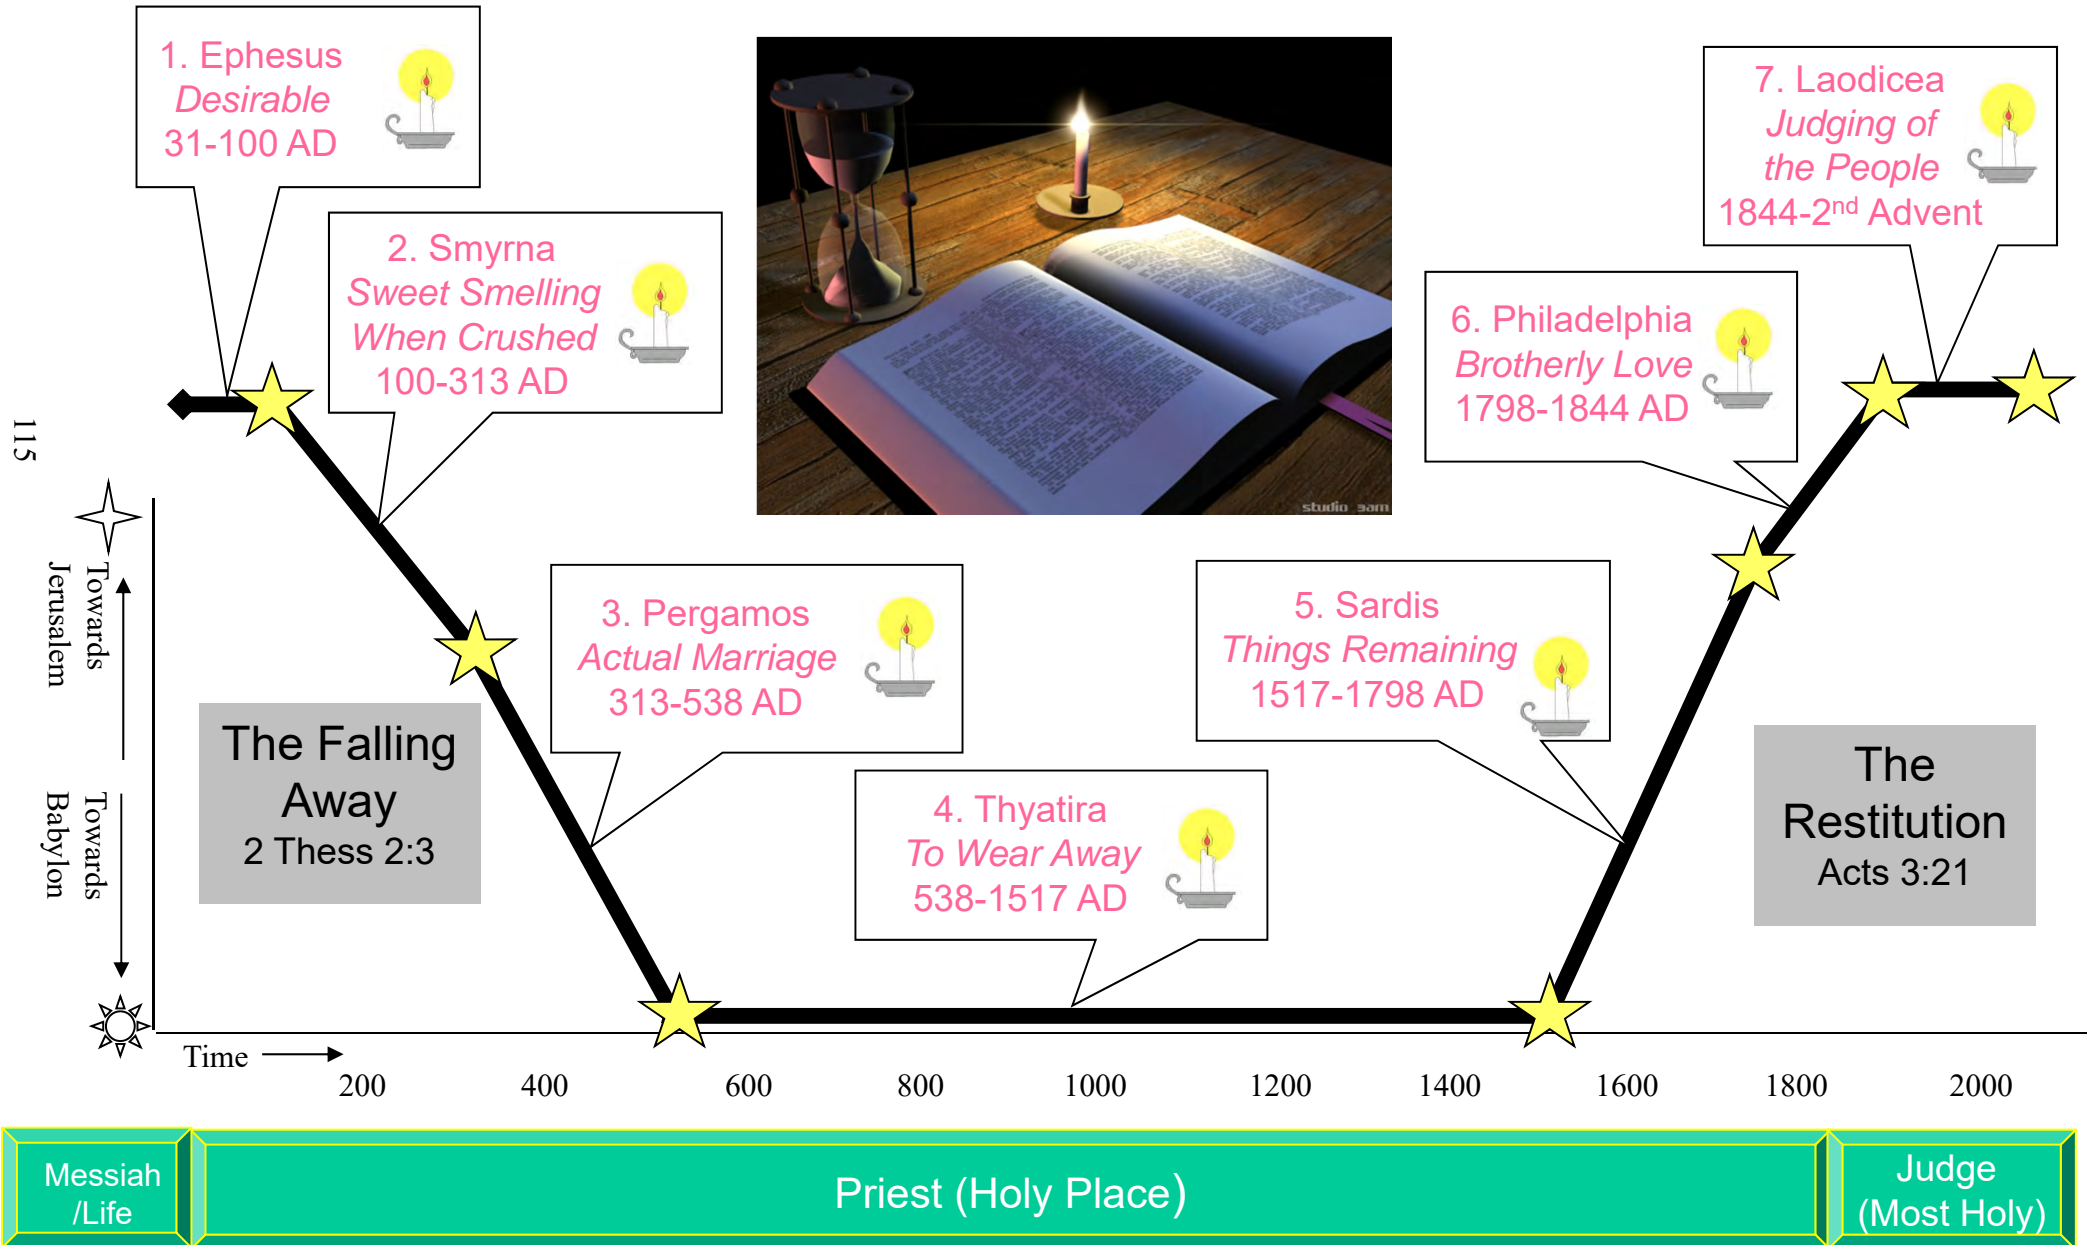 1. Ephesus
Desirable
31-100 AD
2. Smyrna
Sweet Smelling
When Crushed
100-313 AD
studio 3am
7. Laodicea
Judging of
the People
1844-2nd Advent
6. Philadelphia
Brotherly Love
1798-1844 AD
115
Towards
Jerusalem
Towards
Babylon
3. Pergamos
Actual Marriage
313-538 AD
5. Sardis
Things Remaining
1517-1798 AD
The Falling
Away
2 Thess 2:3
4. Thyatira
To Wear Away
538-1517 AD
The
Restitution
Acts 3:21
Time
200 400 600 800 1000 1200 1400 1600 1800 2000
Messiah
/Life
Priest (Holy Place)
Judge
(Most Holy)